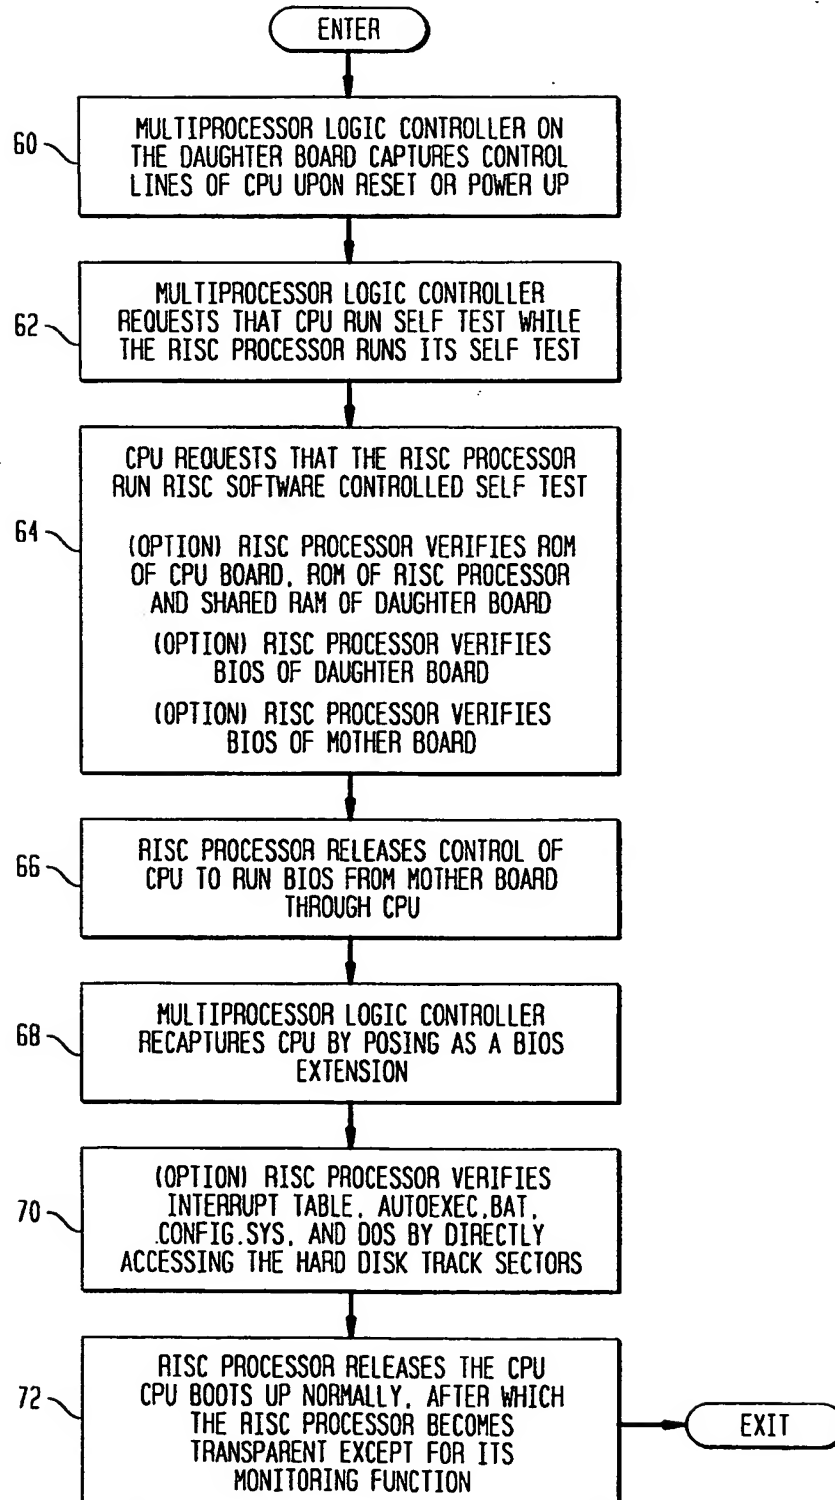 ENTER
60
MULTIPROCESSOR LOGIC CONTROLLER ON
THE DAUGHTER BOARD CAPTURES CONTROL
LINES OF CPU UPON RESET OR POWER UP
62
MULTIPROCESSOR LOGIC CONTROLLER
REQUESTS THAT CPU RUN SELF TEST WHILE
THE RISC PROCESSOR RUNS ITS SELF TEST
64
CPU REQUESTS THAT THE RISC PROCESSOR
RUN RISC SOFTWARE CONTROLLED SELF TEST
(OPTION) RISC PROCESSOR VERIFIES ROM
OF CPU BOARD, ROM OF RISC PROCESSOR
AND SHARED RAM OF DAUGHTER BOARD
(OPTION) RISC PROCESSOR VERIFIES
BIOS OF DAUGHTER BOARD
(OPTION) RISC PROCESSOR VERIFIES
BIOS OF MOTHER BOARD
66
RISC PROCESSOR RELEASES CONTROL OF
CPU TO RUN BIOS FROM MOTHER BOARD
THROUGH CPU
68
MULTIPROCESSOR LOGIC CONTROLLER
RECAPTURES CPU BY POSING AS A BIOS
EXTENSION
70
(OPTION) RISC PROCESSOR VERIFIES
INTERRUPT TABLE, AUTOEXEC.BAT,
.CONFIG.SYS, AND DOS BY DIRECTLY
ACCESSING THE HARD DISK TRACK SECTORS
72
RISC PROCESSOR RELEASES THE CPU
CPU BOOTS UP NORMALLY, AFTER WHICH
THE RISC PROCESSOR BECOMES
TRANSPARENT EXCEPT FOR ITS
MONITORING FUNCTION
EXIT